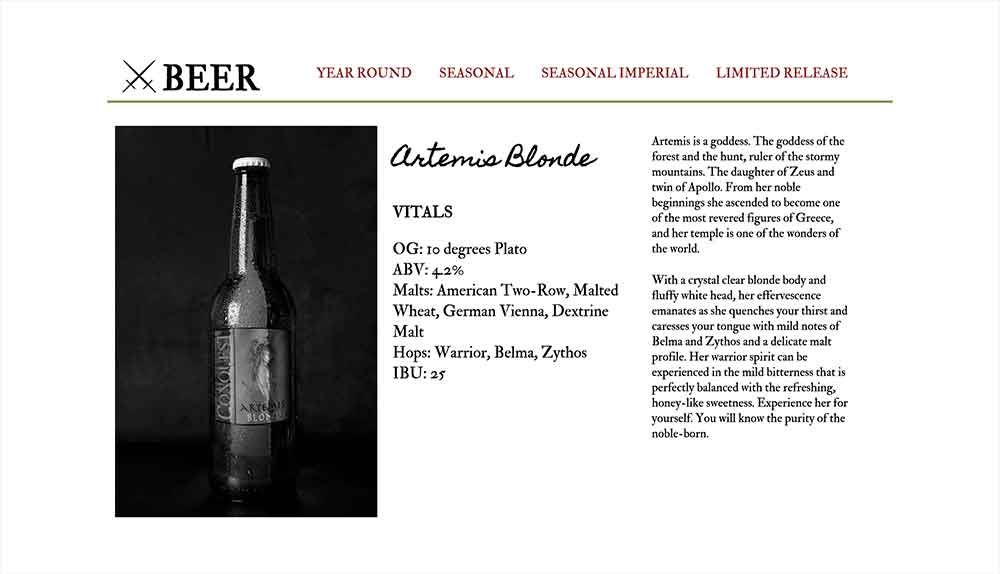 BEER
YEAR ROUND
SEASONAL
SEASONAL IMPERIAL
LIMITED RELEASE
CONQUEST
ARTEMIS
BLONDE
Artemis Blonde
VITALS
OG: 10 degrees Plato
ABV: 4.2%
Malts: American Two-Row, Malted
Wheat, German Vienna, Dextrine
Malt
Hops: Warrior, Belma, Zythos
IBU: 25
Artemis is a goddess. The goddess of the
forest and the hunt, ruler of the stormy
mountains. The daughter of Zeus and
twin of Apollo. From her noble
beginnings she ascended to become one
of the most revered figures of Greece,
and her temple is one of the wonders of
the world.
With a crystal clear blonde body and
fluffy white head, her effervescence
emanates as she quenches your thirst and
caresses your tongue with mild notes of
Belma and Zythos and a delicate malt
profile. Her warrior spirit can be
experienced in the mild bitterness that is
perfectly balanced with the refreshing,
honey-like sweetness. Experience her for
yourself. You will know the purity of the
noble-born.